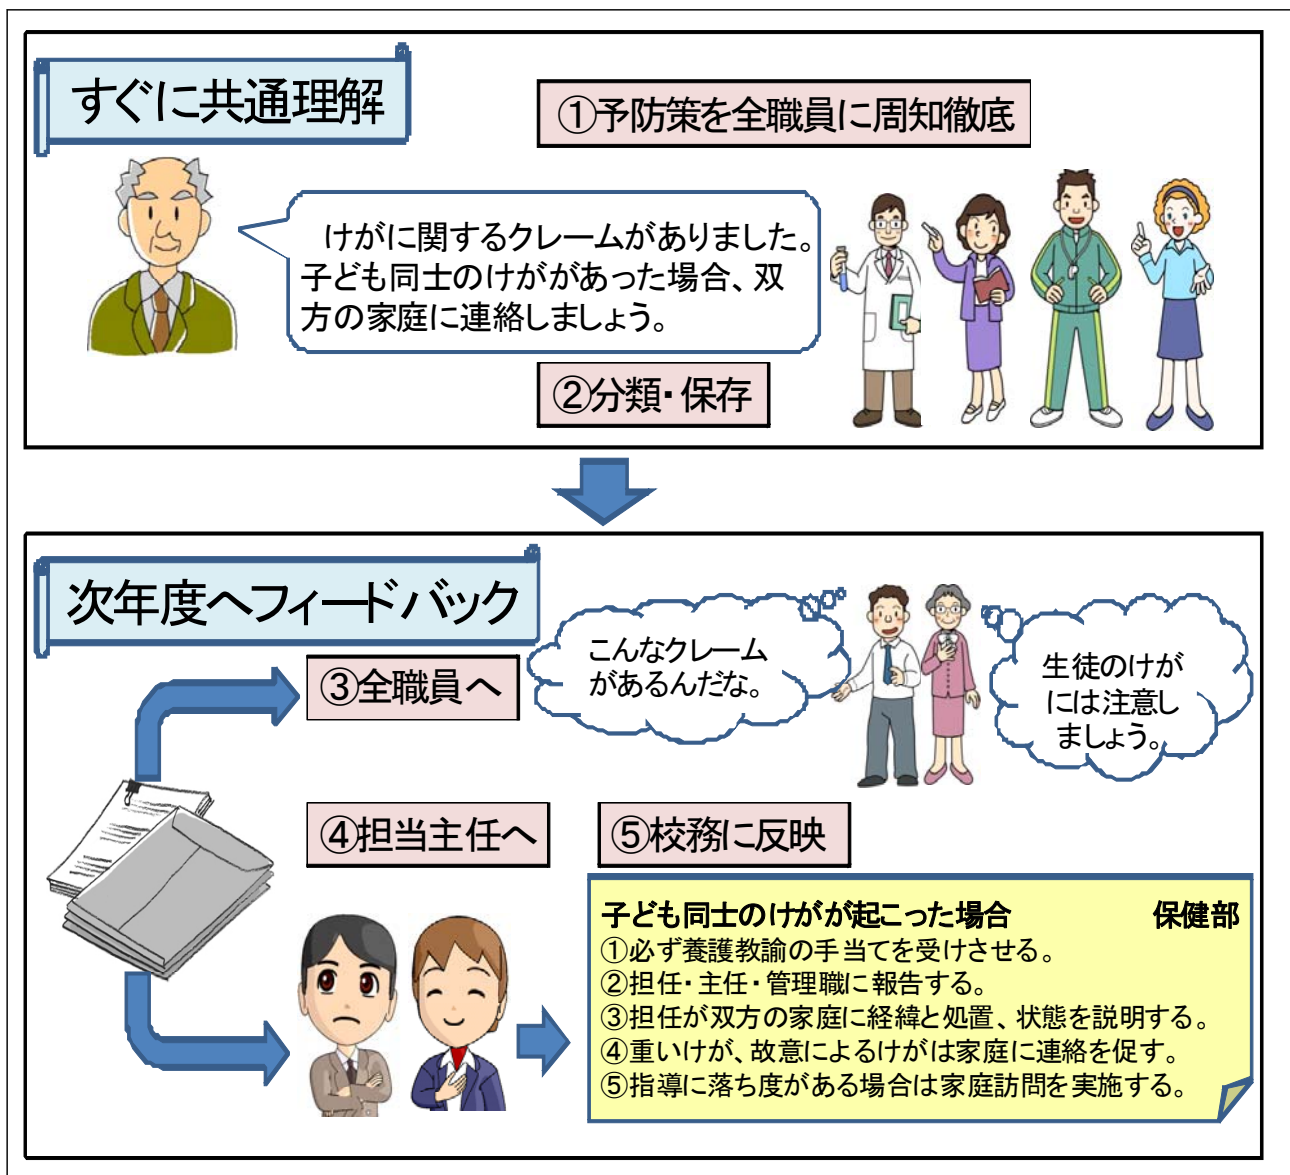 すぐに共通理解
①予防策を全職員に周知徹底
けがに関するクレームがありました。
子ども同士のけががあった場合、双
方の家庭に連絡しましょう。
②分類・保存
次年度へフィードバック
③全職員へ
こんなクレーム
があるんだな。
生徒のけが
には注意し
ましょう。
④担当主任へ
⑤校務に反映
子ども同士のけがが起こった場合 保健部
①必ず養護教諭の手当てを受けさせる。
②担任・主任・管理職に報告する。
③担任が双方の家庭に経緯と処置、状態を説明する。
④重いけが、故意によるけがは家庭に連絡を促す。
⑤指導に落ち度がある場合は家庭訪問を実施する。